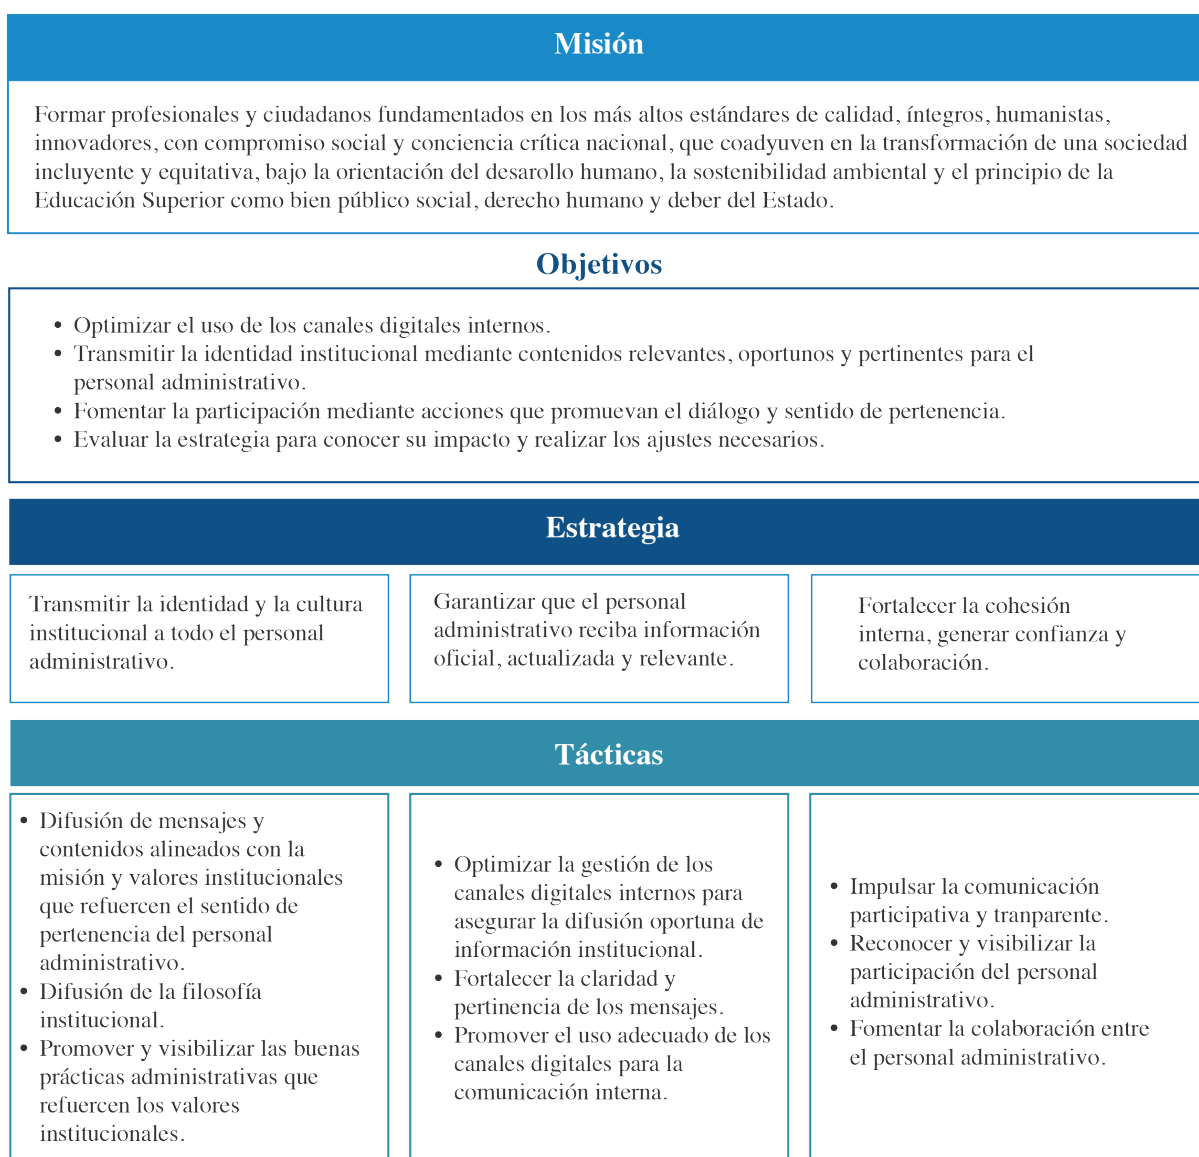 Misión
Formar profesionales y ciudadanos fundamentados en los más altos estándares de calidad, íntegros, humanistas,
innovadores, con compromiso social y conciencia crítica nacional, que coadyuven en la transformación de una sociedad
incluyente y equitativa, bajo la orientación del desarollo humano, la sostenibilidad ambiental y el principio de la
Educación Superior como bien público social, derecho humano y deber del Estado.
Objetivos
• Optimizar el uso de los canales digitales internos.
• Transmitir la identidad institucional mediante contenidos relevantes, oportunos y pertinentes para el
personal administrativo.
• Fomentar la participación mediante acciones que promuevan el diálogo y sentido de pertenencia.
• Evaluar la estrategia para conocer su impacto y realizar los ajustes necesarios.
Estrategia
Transmitir la identidad y la cultura
institucional a todo el personal
administrativo.
Garantizar que el personal
administrativo reciba información
oficial, actualizada y relevante.
Fortalecer la cohesión
interna, generar confianza y
colaboración.
Tácticas
• Difusión de mensajes y
contenidos alineados con la
misión y valores institucionales
que refuercen el sentido de
pertenencia del personal
administrativo.
• Difusión de la filosofía
institucional.
• Promover y visibilizar las buenas
prácticas administrativas que
refuercen los valores
institucionales.
• Optimizar la gestión de los
canales digitales internos para
asegurar la difusión oportuna de
información institucional.
• Fortalecer la claridad y
pertinencia de los mensajes.
• Promover el uso adecuado de los
canales digitales para la
comunicación interna.
• Impulsar la comunicación
participativa y tranparente.
• Reconocer y visibilizar la
participación del personal
administrativo.
• Fomentar la colaboración entre
el personal administrativo.